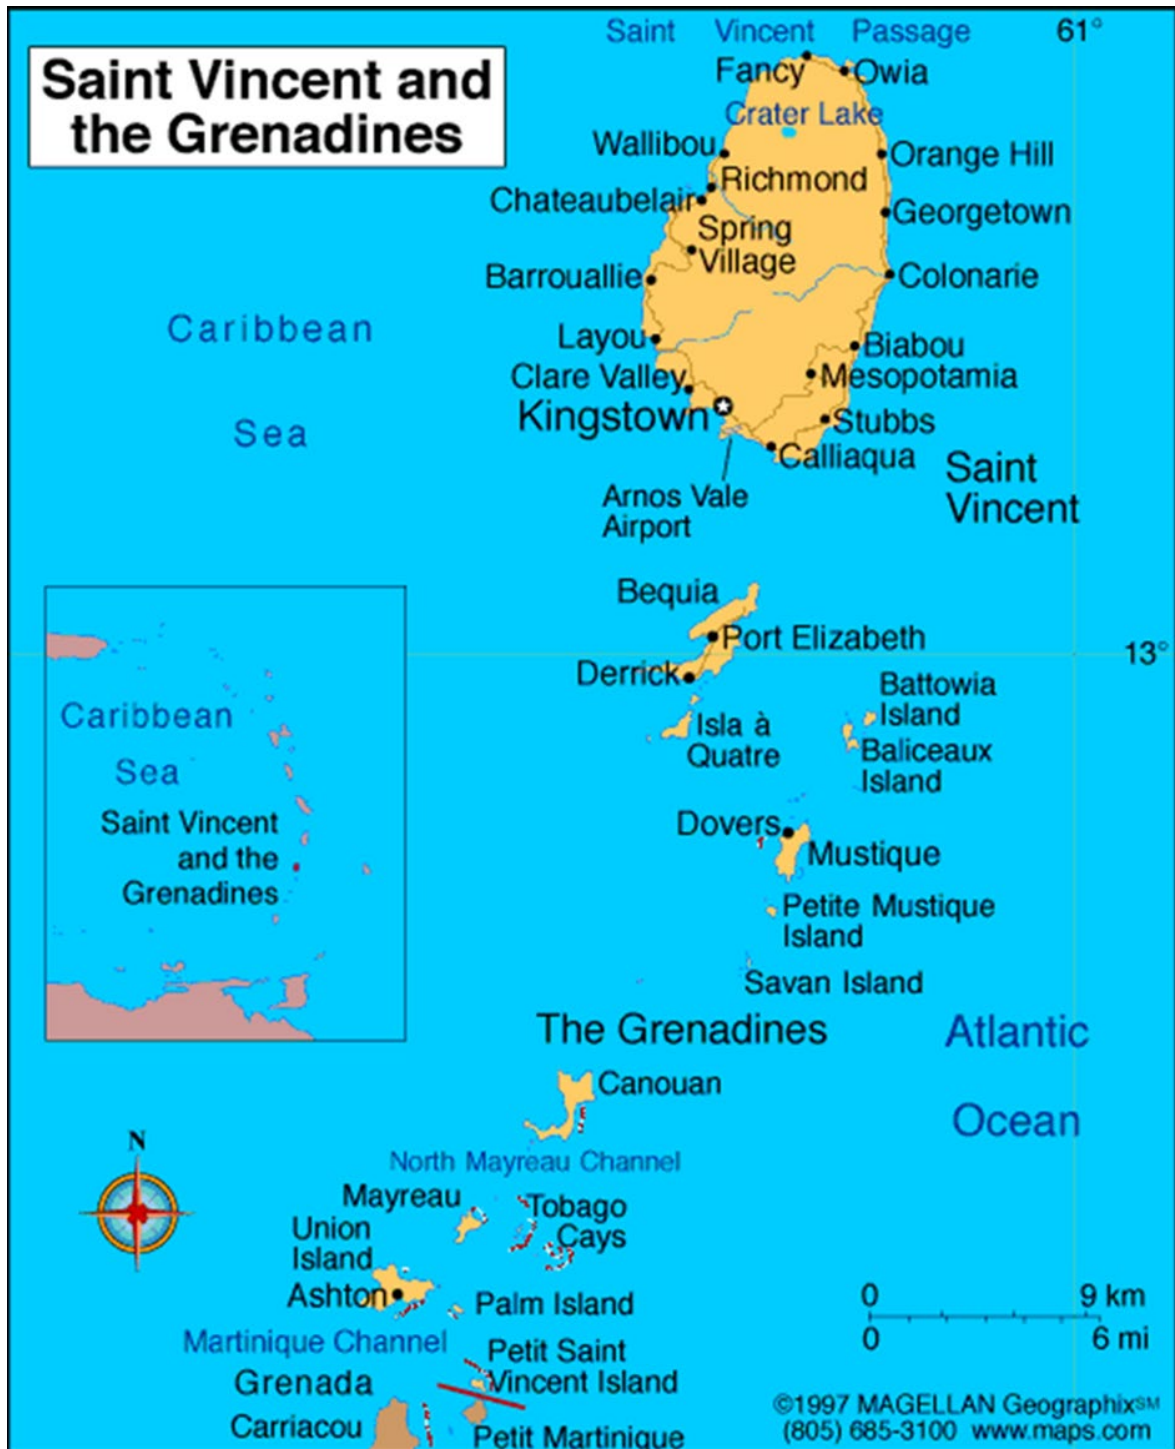 Saint Vincent Passage
61°
Saint Vincent and
the Grenadines
Fancy
Owia
Crater Lake
Wallibou
Orange Hill
Richmond
Chateaubelair
Georgetown
Spring
Village
Barrouallie
Colonarie
Caribbean
Sea
Layou
Biabou
Clare Valley
Mesopotamia
Kingstown
Stubbs
Calliaqua
Saint
Vincent
Arnos Vale
Airport
Bequia
Port Elizabeth
13°
Derrick
Battowia
Island
Isla à
Quatre
Baliceaux
Island
Caribbean
Sea
Saint Vincent
and the
Grenadines
Dovers
Mustique
Petite Mustique
Island
Savan Island
The Grenadines
Atlantic
Ocean
Canouan
N
North Mayreau Channel
Mayreau
Tobago
Cays
Union
Island
Ashton
Palm Island
0 9 km
0 6 mi
Martinique Channel
Petit Saint
Vincent Island
Grenada
Carriacou
Petit Martinique
©1997 MAGELLAN Geographix℠
(805) 685-3100 www.maps.com